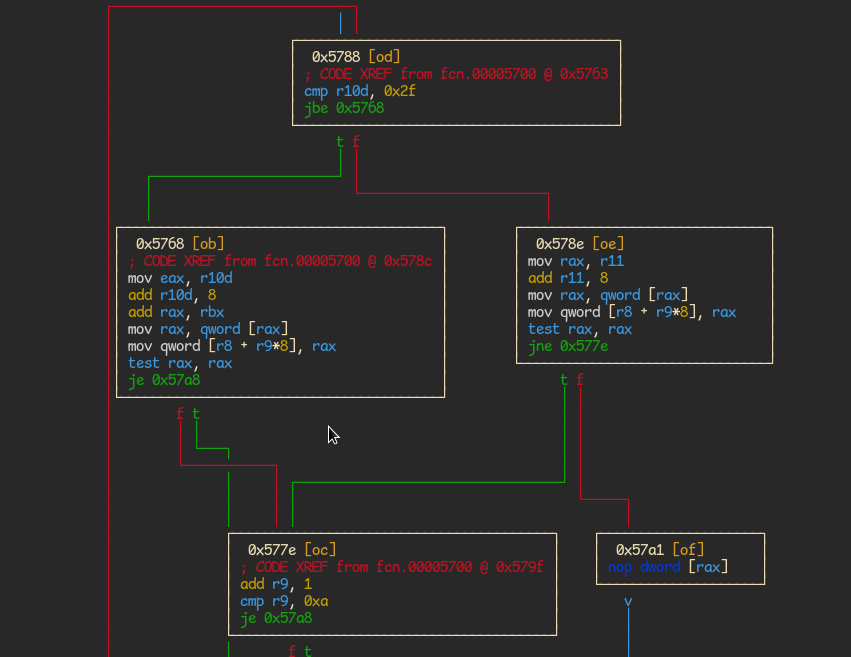 0x5788 [od]
; CODE XREF from fcn.00005700 @ 0x5763
cmp r10d, 0x2f
jbe 0x5768
t f
0x5768 [ob]
; CODE XREF from fcn.00005700 @ 0x578c
mov eax, r10d
add r10d, 8
add rax, rbx
mov rax, qword [rax]
mov qword [r8 + r9*8], rax
test rax, rax
je 0x57a8
f t
0x578e [oe]
mov rax, r11
add r11, 8
mov rax, qword [rax]
mov qword [r8 + r9*8], rax
test rax, rax
jne 0x577e
t f
0x577e [oc]
; CODE XREF from fcn.00005700 @ 0x579f
add r9, 1
cmp r9, 0xa
je 0x57a8
f t
0x57a1 [of]
nop dword [rax]
v